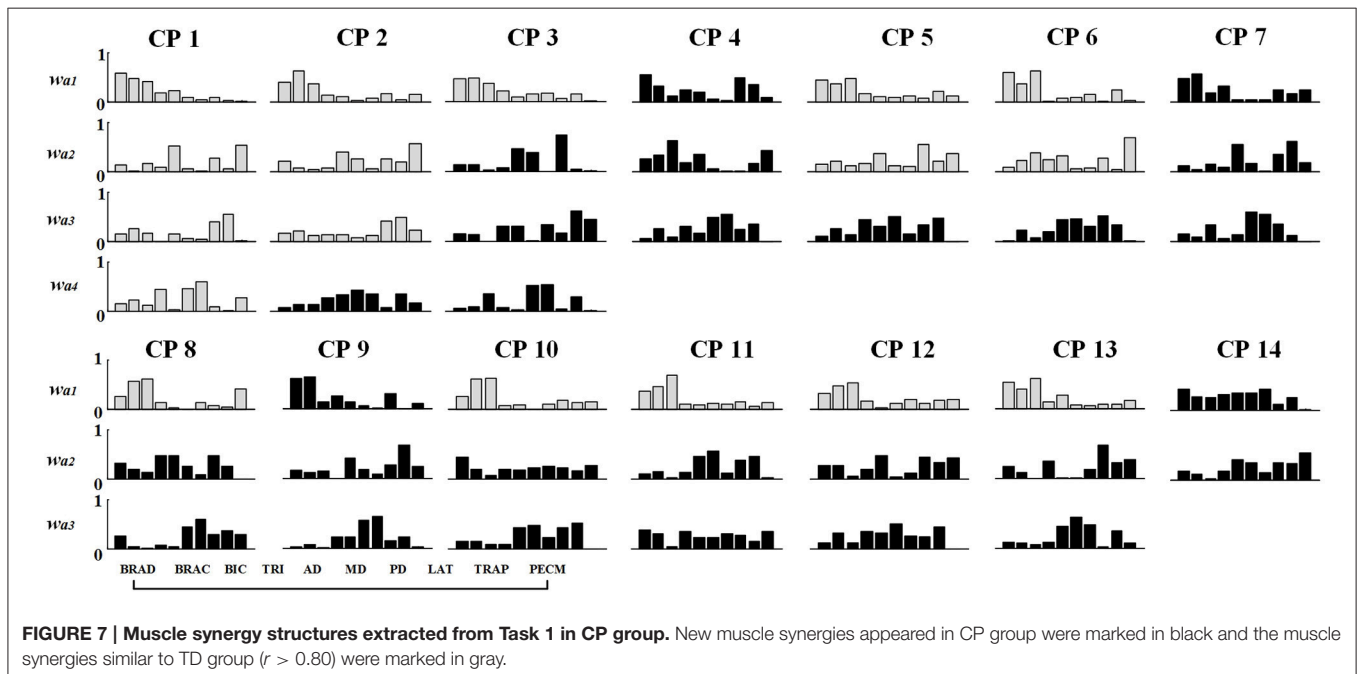 CP 1 CP 2 CP 3 CP 4 CP 5 CP 6 CP 7
1
Wa1
0
1
Wa2
0
1
Wa3
0
1
Wa4
0
CP 8 CP 9 CP 10 CP 11 CP 12 CP 13 CP 14
1
Wa1
0
1
Wa2
0
1
Wa3
0
BRAD BRAC BIC TRI AD MD PD LAT TRAP PECM
FIGURE 7 | Muscle synergy structures extracted from Task 1 in CP group. New muscle synergies appeared in CP group were marked in black and the muscle
synergies similar to TD group (r > 0.80) were marked in gray.